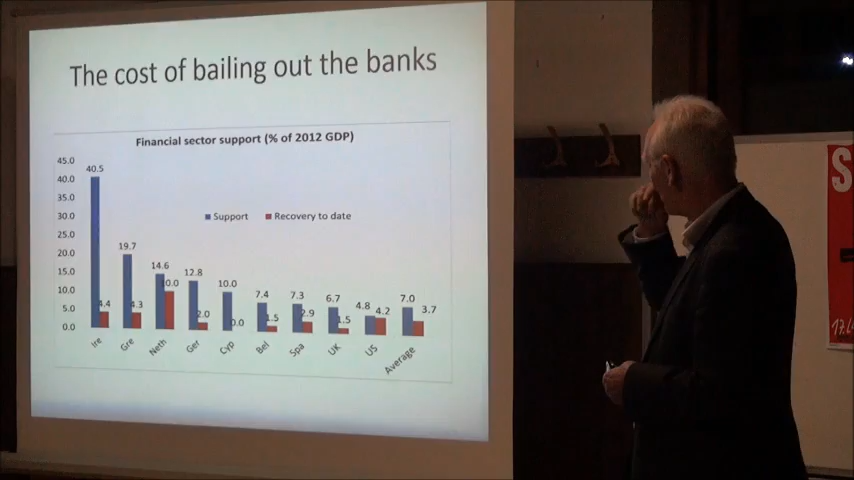 The cost of bailing out the banks
Financial sector support (% of 2012 GDP)
45.0
40.0
35.0
30.0
25.0
20.0
15.0
10.0
5.0
0.0
Support
Recovery to date
40.5
4.4
19.7
4.3
14.6
10.0
12.8
2.0
10.0
0.0
7.4
1.5
7.3
2.9
6.7
1.5
4.8
4.2
7.0
3.7
Ire
Gre
Neth
Ger
Cyp
Bel
Spa
UK
US
Average
S